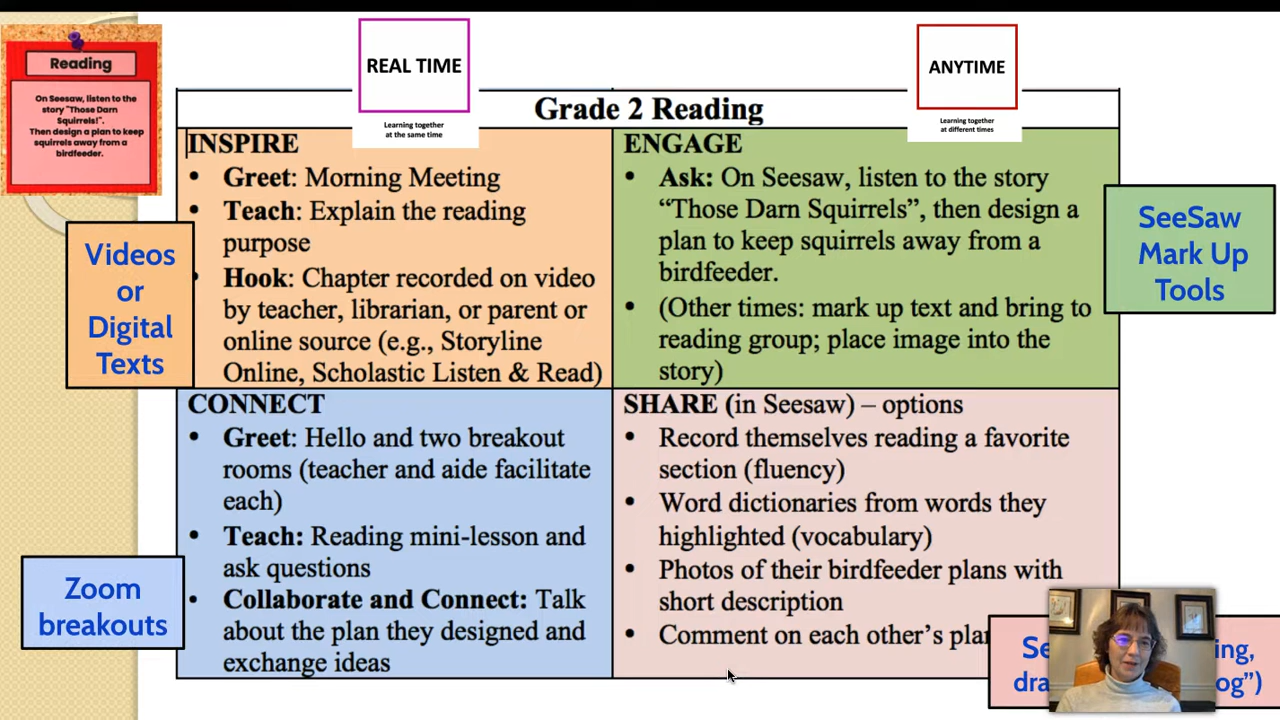 Reading
On Seesaw, listen to the
story "Those Darn
Squirrels!".
Then design a plan to keep
squirrels away from a
birdfeeder.
REAL TIME
Learning together
at the same time
ANYTIME
Learning together
at different times
Grade 2 Reading
INSPIRE
• Greet: Morning Meeting
• Teach: Explain the reading
purpose
• Hook: Chapter recorded on video
by teacher, librarian, or parent or
online source (e.g., Storyline
Online, Scholastic Listen & Read)
Videos
or
Digital
Texts
ENGAGE
• Ask: On Seesaw, listen to the story
“Those Darn Squirrels”, then design a
plan to keep squirrels away from a
birdfeeder.
• (Other times: mark up text and bring to
reading group; place image into the
story)
SeeSaw
Mark Up
Tools
CONNECT
• Greet: Hello and two breakout
rooms (teacher and aide facilitate
each)
• Teach: Reading mini-lesson and
ask questions
• Collaborate and Connect: Talk
about the plan they designed and
exchange ideas
Zoom
breakouts
SHARE (in Seesaw) – options
• Record themselves reading a favorite
section (fluency)
• Word dictionaries from words they
highlighted (vocabulary)
• Photos of their birdfeeder plans with
short description
• Comment on each other’s